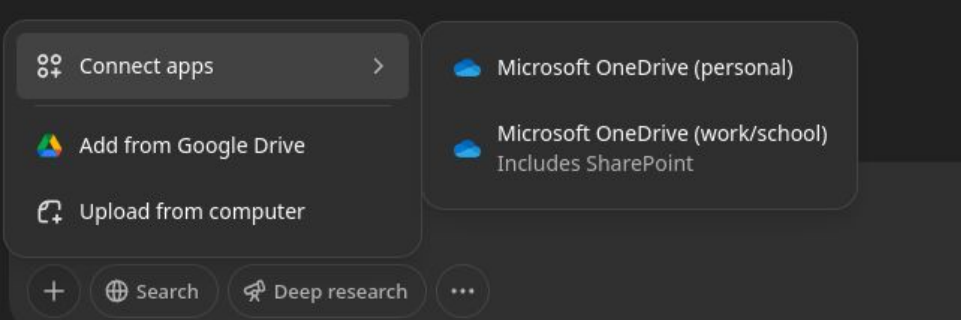 Connect apps
Add from Google Drive
Upload from computer
Microsoft OneDrive (personal)
Microsoft OneDrive (work/school)
Includes SharePoint
Search
Deep research